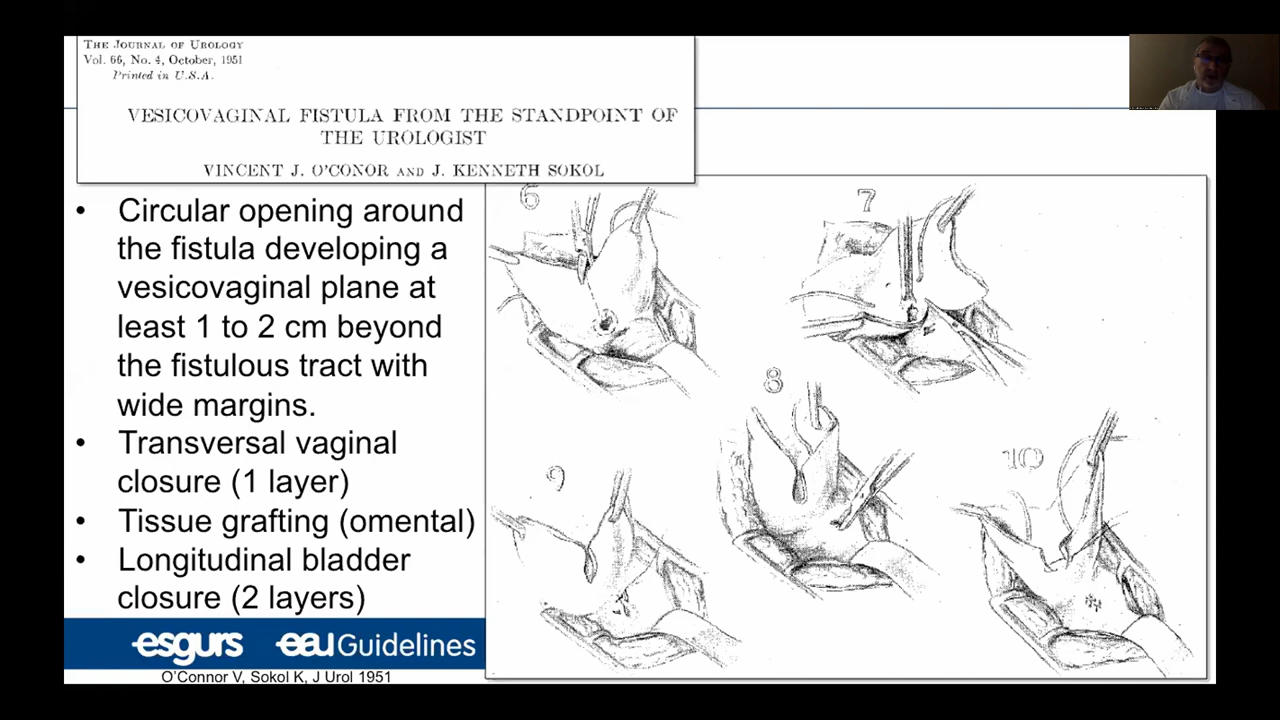 THE JOURNAL OF UROLOGY
Vol. 66, No. 4, October, 1951
Printed in U.S.A.
VESICOVAGINAL FISTULA FROM THE STANDPOINT OF
THE UROLOGIST
VINCENT J. O'CONOR AND J. KENNETH SOKOL
• Circular opening around
the fistula developing a
vesicovaginal plane at
least 1 to 2 cm beyond
the fistulous tract with
wide margins.
• Transversal vaginal
closure (1 layer)
• Tissue grafting (omental)
• Longitudinal bladder
closure (2 layers)
6
7
8
9
10
esgurs eau Guidelines
O'Connor V, Sokol K, J Urol 1951